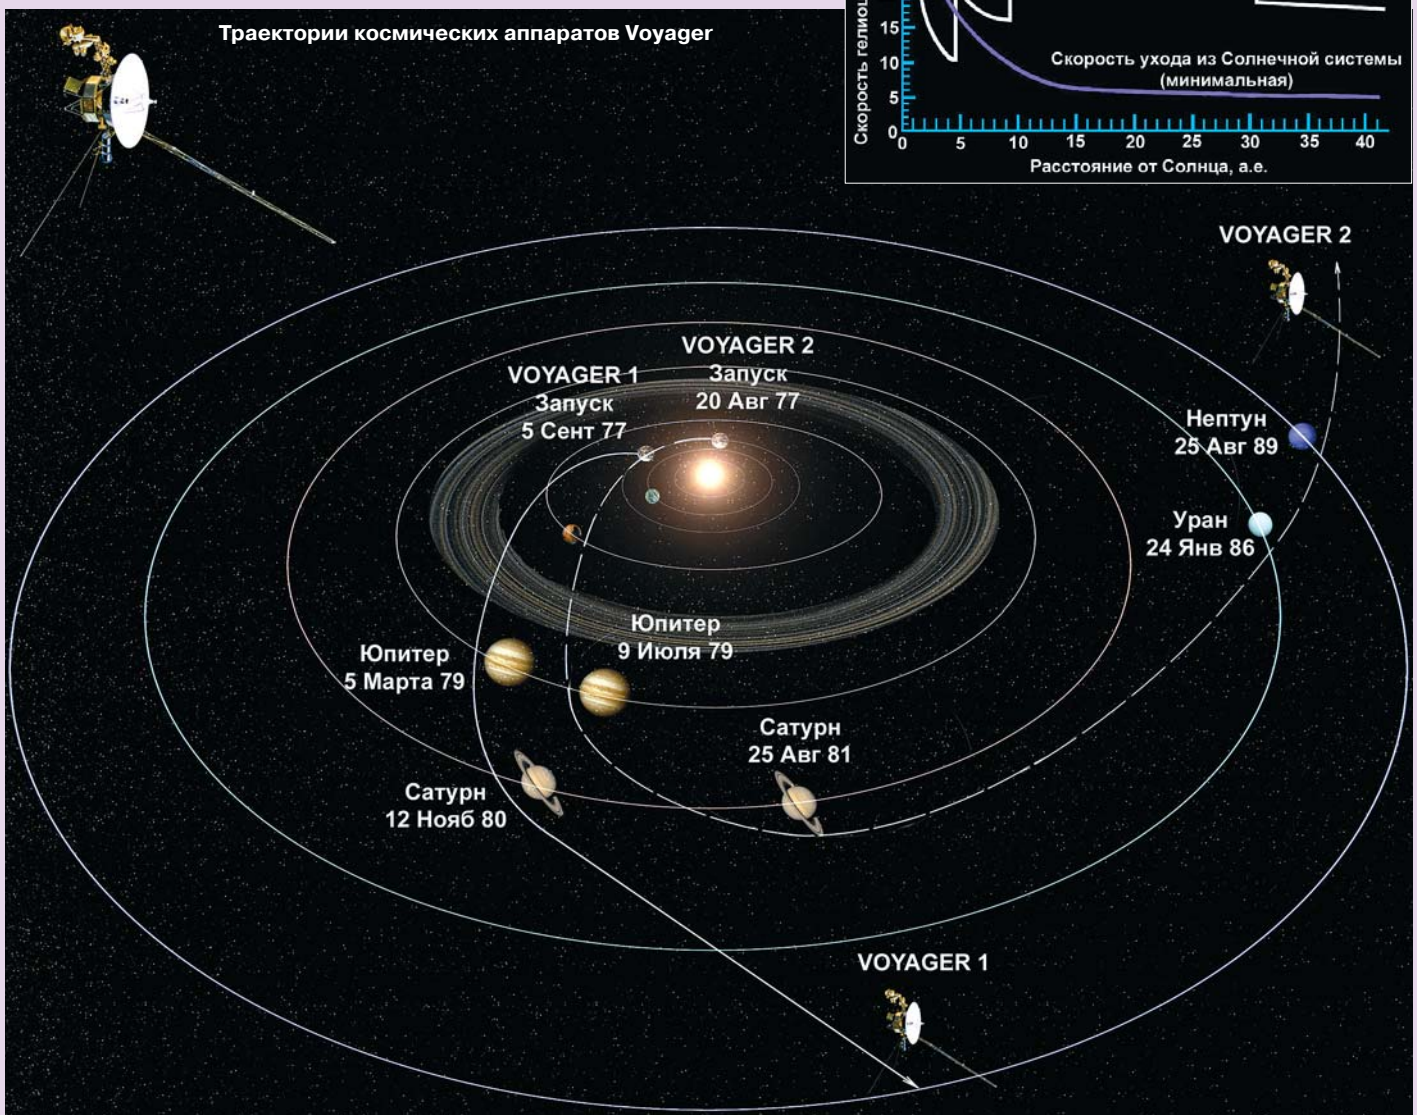 Траектории космических аппаратов Voyager
Скорость гелиоц
15
10
5
0
Скорость ухода из Солнечной системы
(минимальная)
0 5 10 15 20 25 30 35 40
Расстояние от Солнца, а.е.
VOYAGER 2
VOYAGER 2
Запуск
20 Авг 77
VOYAGER 1
Запуск
5 Сент 77
Нептун
25 Авг 89
Уран
24 Янв 86
Юпитер
9 Июля 79
Юпитер
5 Марта 79
Сатурн
25 Авг 81
Сатурн
12 Нояб 80
VOYAGER 1